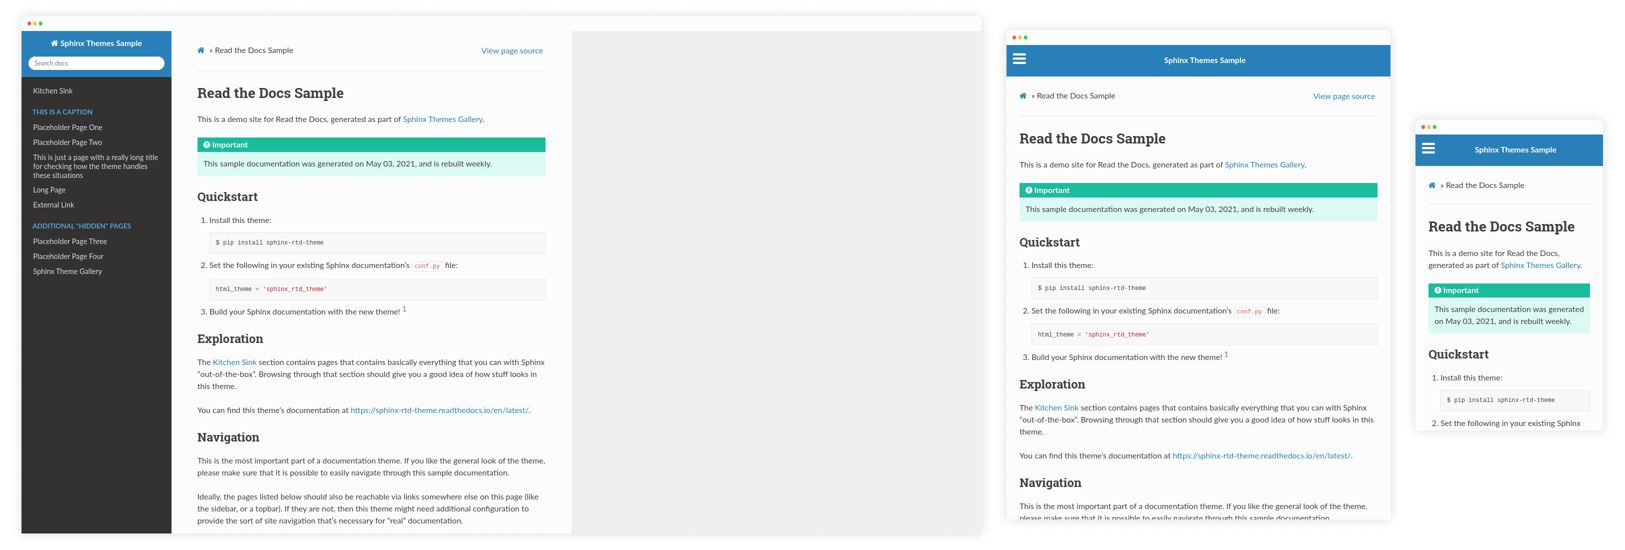 Sphinx Themes Sample
Search docs
Kitchen Sink
THIS IS A CAPTION
Placeholder Page One
Placeholder Page Two
This is just a page with a really long title
for checking how the theme handles
these situations
Long Page
External Link
ADDITIONAL "HIDDEN" PAGES
Placeholder Page Three
Placeholder Page Four
Sphinx Theme Gallery
» Read the Docs Sample
View page source
Read the Docs Sample
This is a demo site for Read the Docs, generated as part of Sphinx Themes Gallery.
Important
This sample documentation was generated on May 03, 2021, and is rebuilt weekly.
Quickstart
1. Install this theme:
$ pip install sphinx-rtd-theme
2. Set the following in your existing Sphinx documentation's conf.py file:
html_theme = 'sphinx_rtd_theme'
3. Build your Sphinx documentation with the new theme! 1
Exploration
The Kitchen Sink section contains pages that contains basically everything that you can with Sphinx
"out-of-the-box". Browsing through that section should give you a good idea of how stuff looks in
this theme.
You can find this theme's documentation at https://sphinx-rtd-theme.readthedocs.io/en/latest/.
Navigation
This is the most important part of a documentation theme. If you like the general look of the theme,
please make sure that it is possible to easily navigate through this sample documentation.
Ideally, the pages listed below should also be reachable via links somewhere else on this page (like
the sidebar, or a topbar). If they are not, then this theme might need additional configuration to
provide the sort of site navigation that's necessary for "real" documentation.
Sphinx Themes Sample
» Read the Docs Sample
View page source
Read the Docs Sample
This is a demo site for Read the Docs, generated as part of Sphinx Themes Gallery.
Important
This sample documentation was generated on May 03, 2021, and is rebuilt weekly.
Quickstart
1. Install this theme:
$ pip install sphinx-rtd-theme
2. Set the following in your existing Sphinx documentation's conf.py file:
html_theme = 'sphinx_rtd_theme'
3. Build your Sphinx documentation with the new theme! 1
Exploration
The Kitchen Sink section contains pages that contains basically everything that you can with Sphinx
"out-of-the-box". Browsing through that section should give you a good idea of how stuff looks in this
theme.
You can find this theme's documentation at https://sphinx-rtd-theme.readthedocs.io/en/latest/.
Navigation
This is the most important part of a documentation theme. If you like the general look of the theme,
please make sure that it is possible to easily navigate through this sample documentation.
Sphinx Themes Sample
» Read the Docs Sample
Read the Docs Sample
This is a demo site for Read the Docs,
generated as part of Sphinx Themes Gallery.
Important
This sample documentation was generated
on May 03, 2021, and is rebuilt weekly.
Quickstart
1. Install this theme:
$ pip install sphinx-rtd-theme
2. Set the following in your existing Sphinx